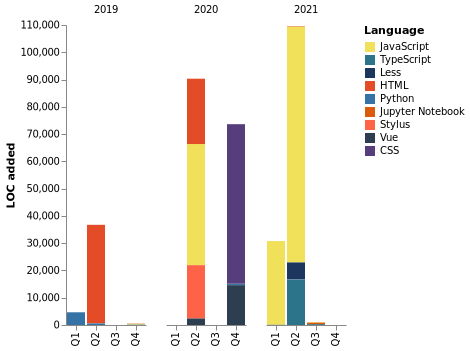 2019 2020 2021
110,000
100,000
90,000
80,000
70,000
60,000
50,000
40,000
30,000
20,000
10,000
0
LOC added
Q1 Q2 Q3 Q4 Q1 Q2 Q3 Q4 Q1 Q2 Q3 Q4
Language
JavaScript
TypeScript
Less
HTML
Python
Jupyter Notebook
Stylus
Vue
CSS